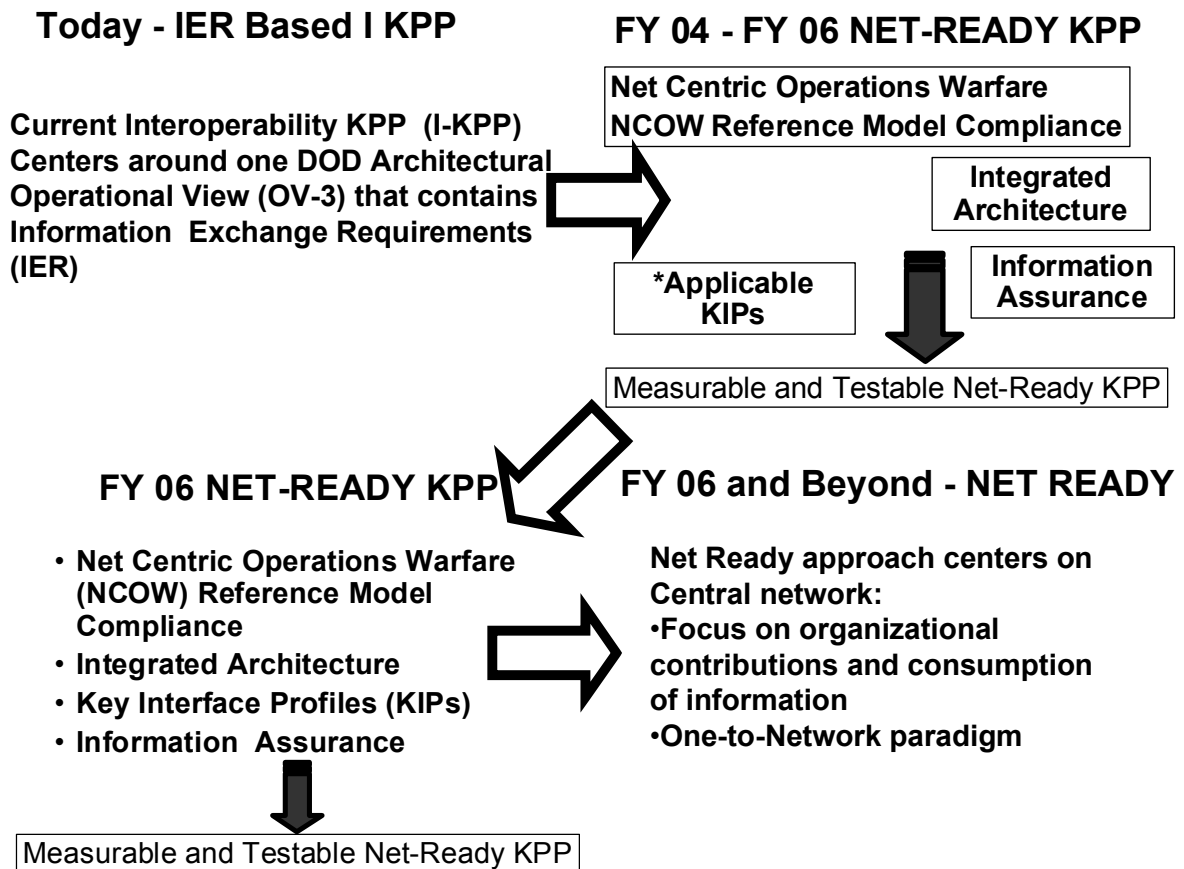 Today - IER Based I KPP
Current Interoperability KPP (I-KPP)
Centers around one DOD Architectural
Operational View (OV-3) that contains
Information Exchange Requirements
(IER)
FY 04 - FY 06 NET-READY KPP
Net Centric Operations Warfare
NCOW Reference Model Compliance
Integrated
Architecture
*Applicable
KIPs
Information
Assurance
Measurable and Testable Net-Ready KPP
FY 06 NET-READY KPP
• Net Centric Operations Warfare
(NCOW) Reference Model
Compliance
• Integrated Architecture
• Key Interface Profiles (KIPs)
• Information Assurance
Measurable and Testable Net-Ready KPP
FY 06 and Beyond - NET READY
Net Ready approach centers on
Central network:
•Focus on organizational
contributions and consumption
of information
•One-to-Network paradigm